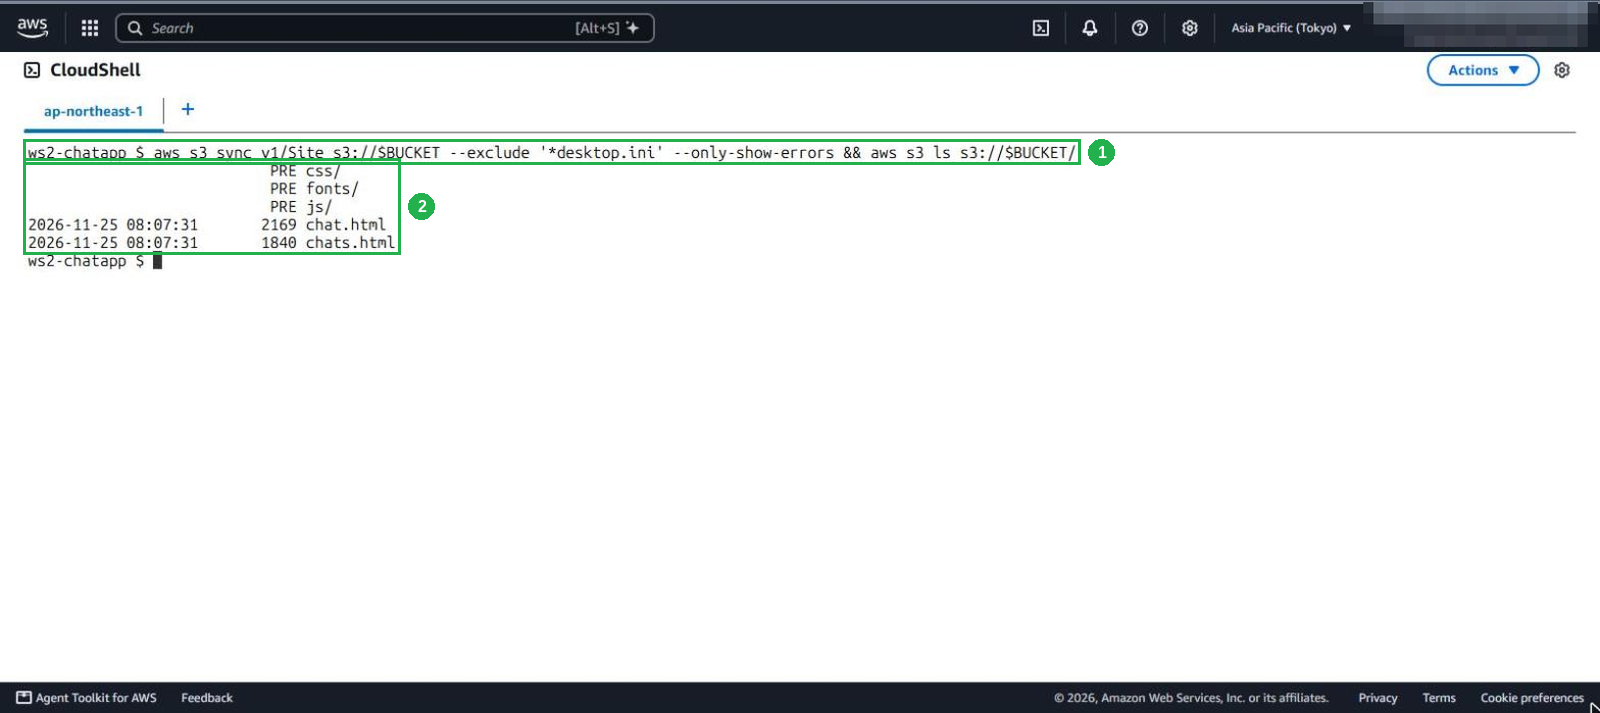 aws
Search [Alt+S]
Asia Pacific (Tokyo)
CloudShell
Actions
ap-northeast-1 +
ws2-chatapp $ aws s3 sync v1/Site s3://$BUCKET --exclude '*desktop.ini' --only-show-errors && aws s3 ls s3://$BUCKET/
1
PRE css/
PRE fonts/
PRE js/
2
2026-11-25 08:07:31 2169 chat.html
2026-11-25 08:07:31 1840 chats.html
ws2-chatapp $
Agent Toolkit for AWS Feedback © 2026, Amazon Web Services, Inc. or its affiliates. Privacy Terms Cookie preferences